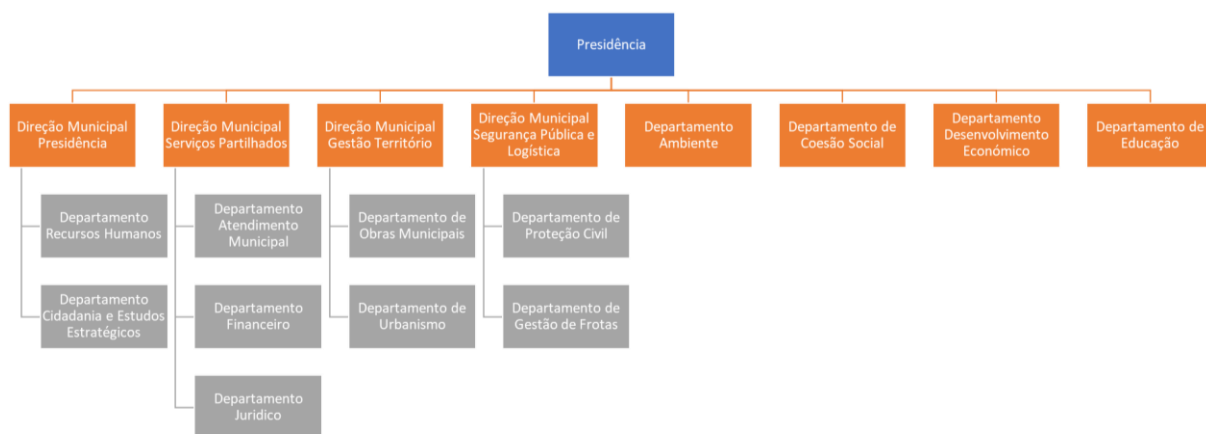 Presidência
Direção Municipal
Presidência
Direção Municipal
Serviços Partilhados
Direção Municipal
Gestão Território
Direção Municipal
Segurança Pública e
Logística
Departamento
Ambiente
Departamento de
Coesão Social
Departamento
Desenvolvimento
Económico
Departamento de
Educação
Departamento
Recursos Humanos
Departamento
Atendimento
Municipal
Departamento de
Obras Municipais
Departamento de
Proteção Civil
Departamento
Cidadania e Estudos
Estratégicos
Departamento
Financeiro
Departamento de
Urbanismo
Departamento de
Gestão de Frotas
Departamento
Juridico